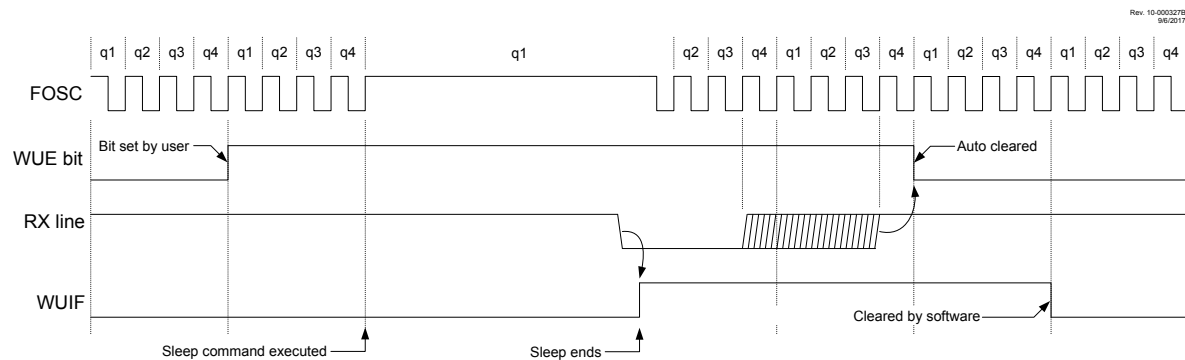 Rev. 10-000327B
9/6/2017
q1 q2 q3 q4 q1 q2 q3 q4 q1 q2 q3 q4 q1 q2 q3 q4 q1 q2 q3 q4 q1 q2 q3 q4
FOSC
Bit set by user
Auto cleared
WUE bit
RX line
WUIF
Cleared by software
Sleep command executed
Sleep ends